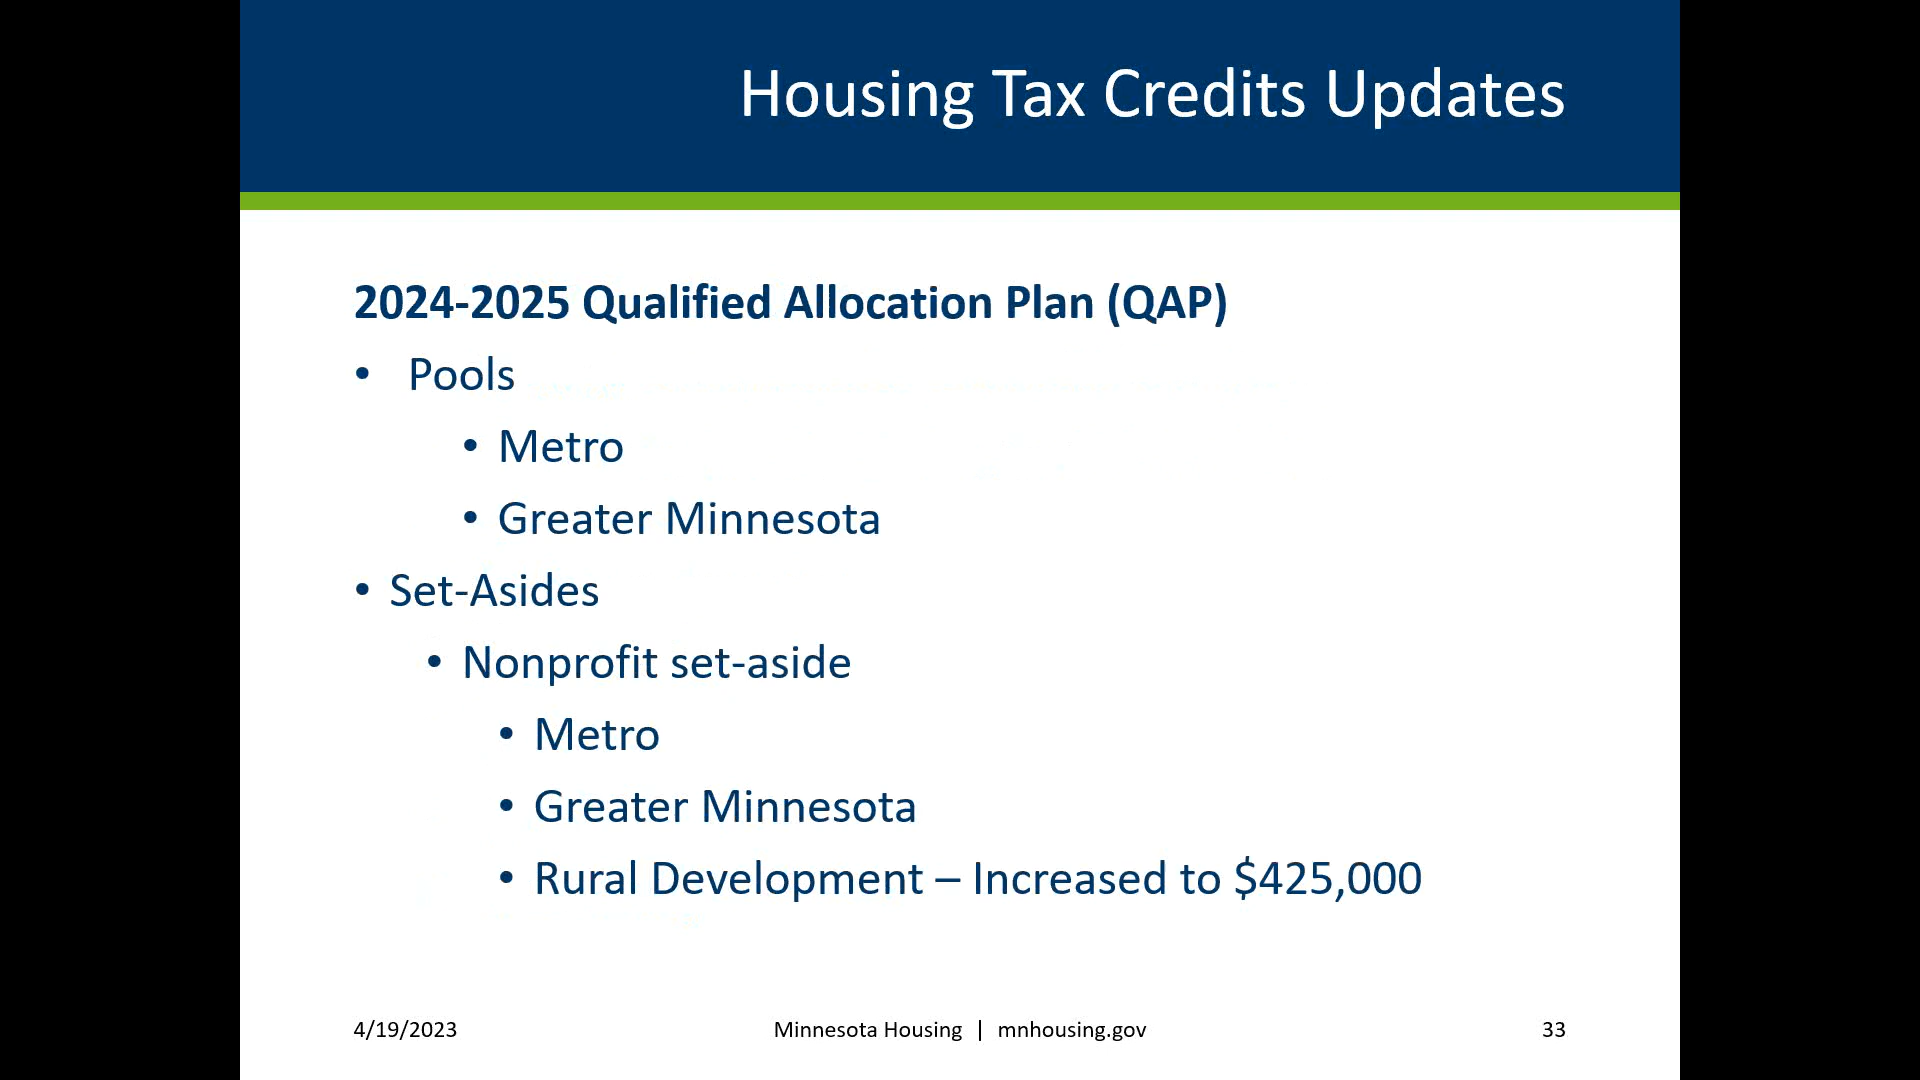 Housing Tax Credits Updates
2024-2025 Qualified Allocation Plan (QAP)
• Pools
• Metro
• Greater Minnesota
• Set-Asides
• Nonprofit set-aside
• Metro
• Greater Minnesota
• Rural Development – Increased to $425,000
4/19/2023
Minnesota Housing | mnhousing.gov
33